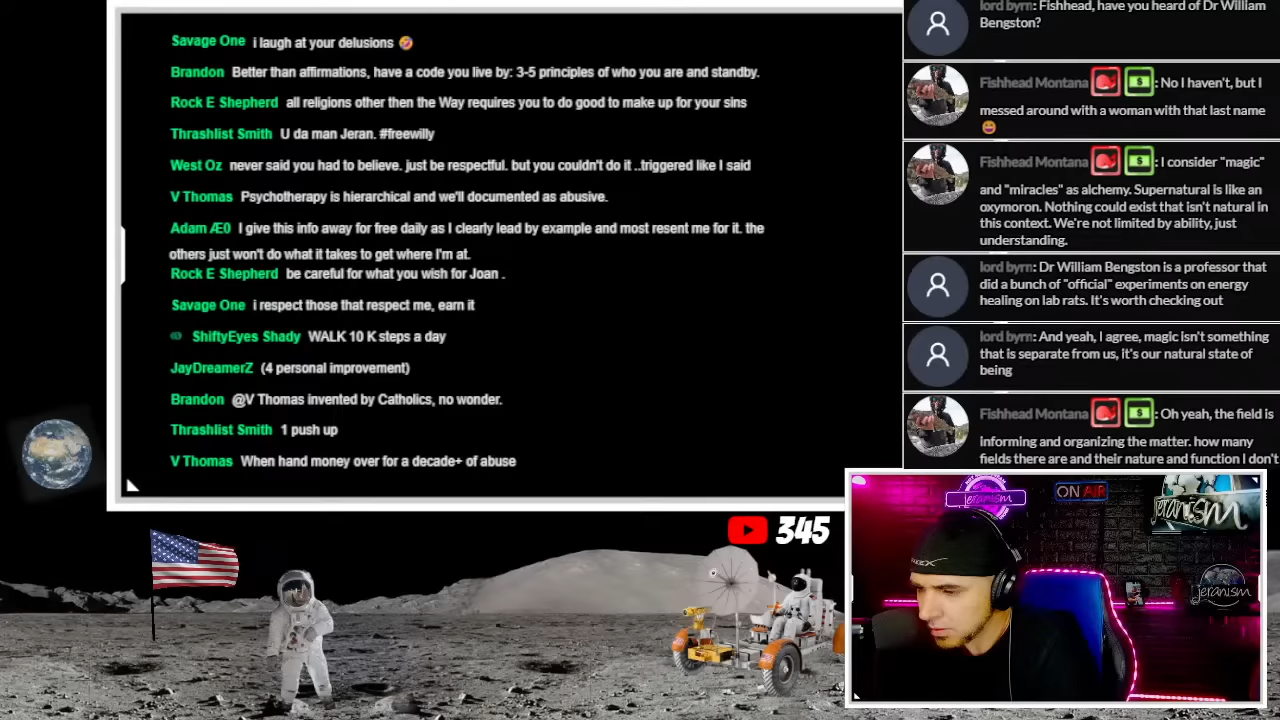 Savage One i laugh at your delusions 🤣
Brandon Better than affirmations, have a code you live by: 3-5 principles of who you are and standby.
Rock E Shepherd all religions other then the Way requires you to do good to make up for your sins
Thrashlist Smith U da man Jeran. #freewilly
West Oz never said you had to believe. just be respectful. but you couldn't do it ..triggered like I said
V Thomas Psychotherapy is hierarchical and we'll documented as abusive.
Adam Æ0 I give this info away for free daily as I clearly lead by example and most resent me for it. the
others just won't do what it takes to get where I'm at.
Rock E Shepherd be careful for what you wish for Joan .
Savage One i respect those that respect me, earn it
ShiftyEyes Shady WALK 10 K steps a day
JayDreamerZ (4 personal improvement)
Brandon @V Thomas invented by Catholics, no wonder.
Thrashlist Smith 1 push up
V Thomas When hand money over for a decade+ of abuse
lord byrn: Fishhead, have you heard of Dr William
Bengston?
Fishhead Montana $: No I haven't, but I
messed around with a woman with that last name
😄
Fishhead Montana $: I consider "magic"
and "miracles" as alchemy. Supernatural is like an
oxymoron. Nothing could exist that isn't natural in
this context. We're not limited by ability, just
understanding.
lord byrn: Dr William Bengston is a professor that
did a bunch of "official" experiments on energy
healing on lab rats. It's worth checking out
lord byrn: And yeah, I agree, magic isn't something
that is separate from us, it's our natural state of
being
Fishhead Montana $: Oh yeah, the field is
informing and organizing the matter. how many
fields there are and their nature and function I don't
345
jeranism
ON AIR
jeranism
jeranism